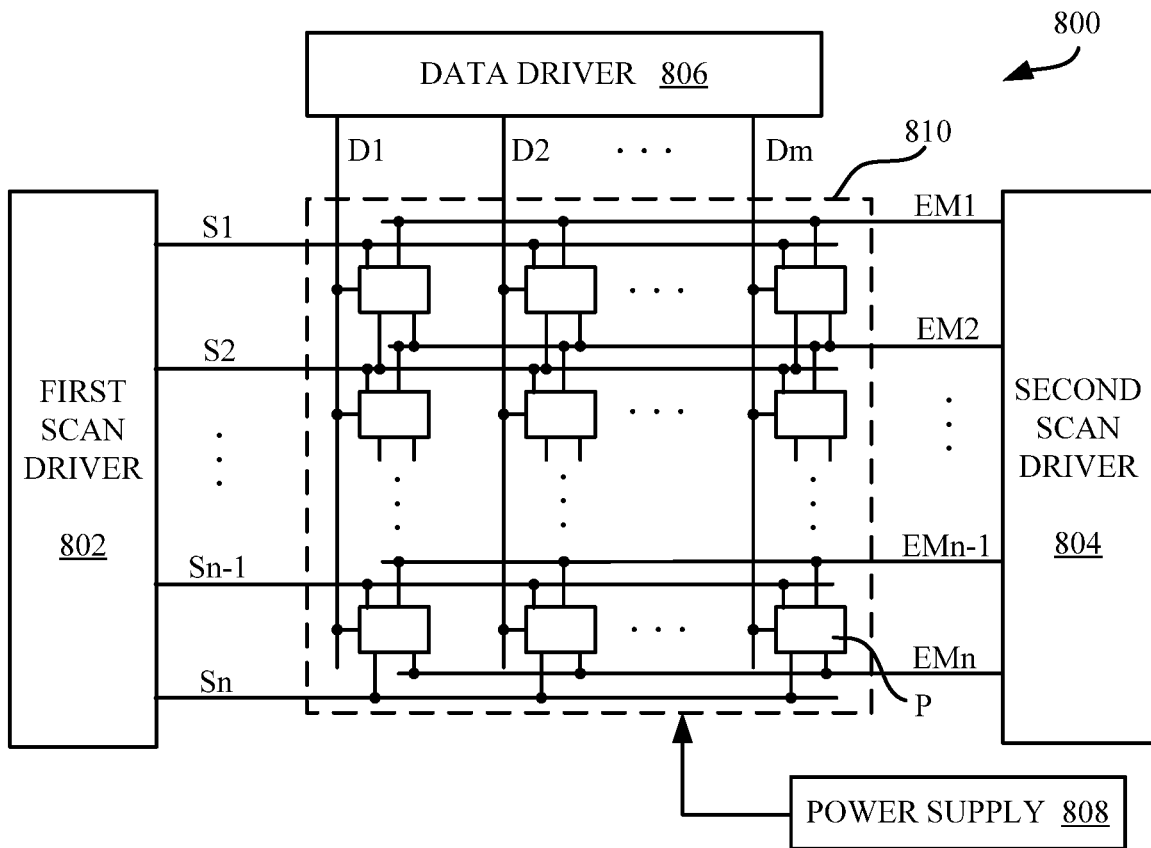 800
DATA DRIVER 806
810
D1 D2 . . . Dm
S1
EM1
. . .
S2
EM2
. . .
FIRST
SCAN
DRIVER
802
SECOND
SCAN
DRIVER
804
Sn-1
EMn-1
. . .
Sn
EMn
P
POWER SUPPLY 808